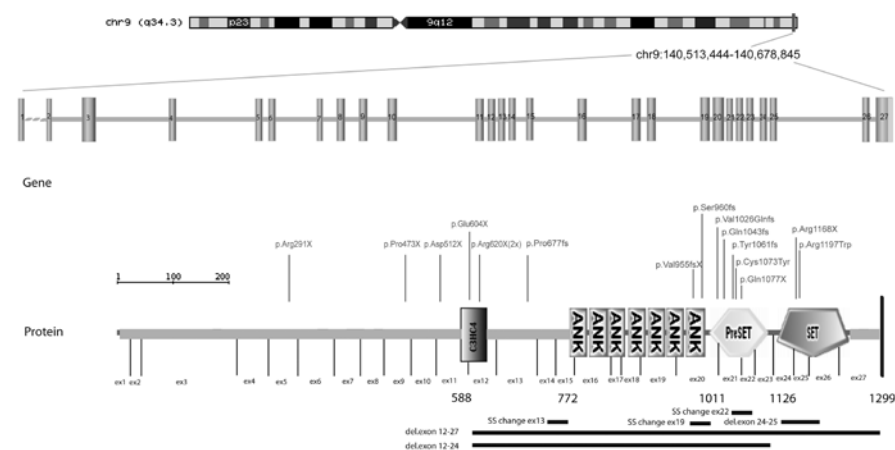 chr9 (q34.3)
p23
9q12
chr9:140,513,444-140,678,845
1 2 3 4 5 6 7 8 9 10 11 12 13 14 15 16 17 18 19 20 21 22 23 24 25 26 27
Gene
p.Ser960fs
p.Glu604X
p.Val1026Glnfs
p.Arg1168X
p.Gln1043fs
p.Arg291X
p.Pro473X
p.Asp512X
p.Arg620X(2x)
p.Pro677fs
p.Tyr1061fs
p.Arg1197Trp
p.Val955fsX
p.Cys1073Tyr
p.Gln1077X
1 100 200
Protein
ANK ANK ANK ANK ANK ANK ANK
PreSET
SET
ex1 ex2 ex3 ex4 ex5 ex6 ex7 ex8 ex9 ex10 ex11 ex12 ex13 ex14 ex15 ex16 ex17 ex18 ex19 ex20 ex21 ex22 ex23 ex24 ex25 ex26 ex27
588 772 1011 1126 1299
SS change ex22
SS change ex13
SS change ex19
del.exon 24-25
del.exon 12-27
del.exon 12-24